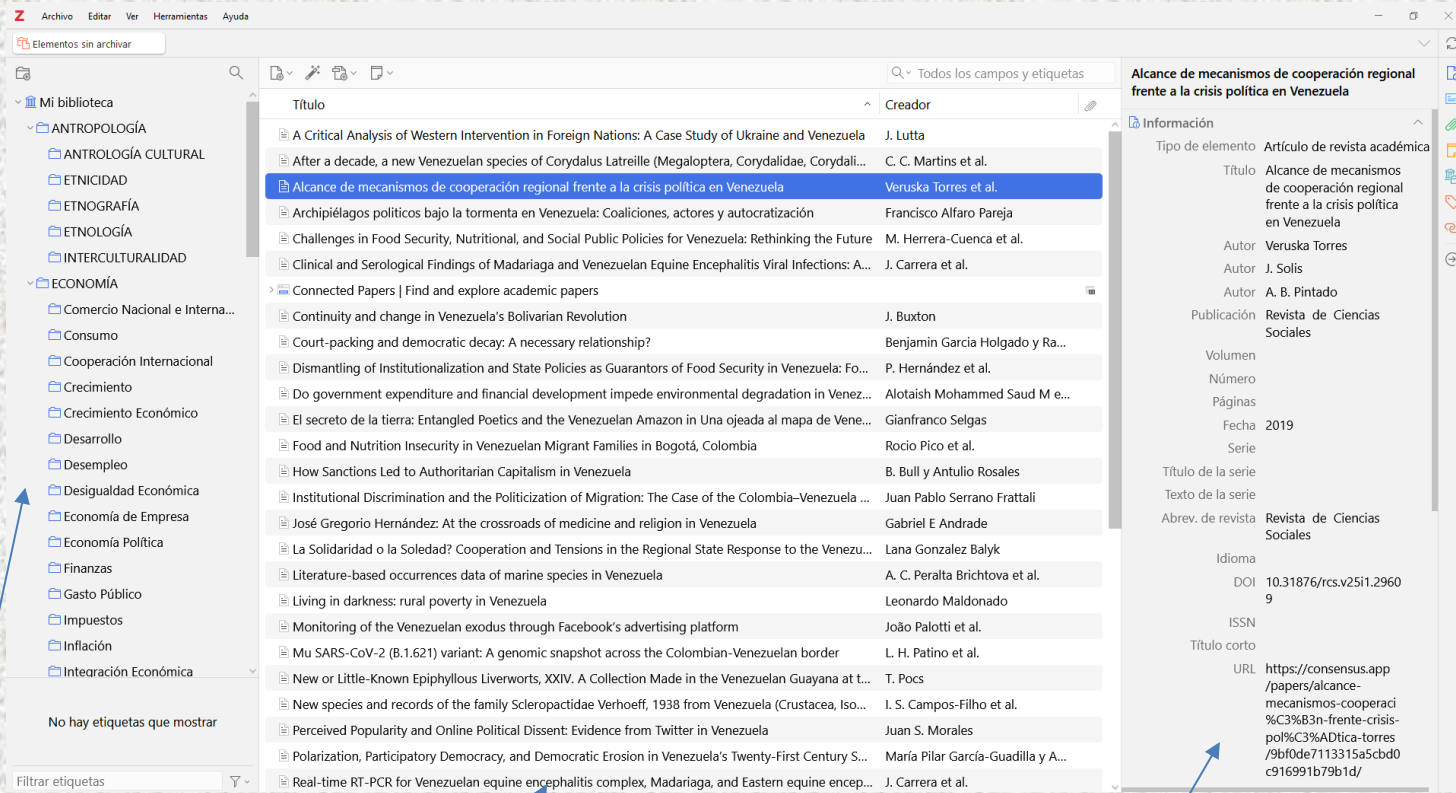 Z Archivo Editar Ver Herramientas Ayuda
Elementos sin archivar
Todos los campos y etiquetas
Mi biblioteca
ANTROPOLOGÍA
ANTROLOGÍA CULTURAL
ETNICIDAD
ETNOGRAFÍA
ETNOLOGÍA
INTERCULTURALIDAD
ECONOMÍA
Comercio Nacional e Interna...
Consumo
Cooperación Internacional
Crecimiento
Crecimiento Económico
Desarrollo
Desempleo
Desigualdad Económica
Economía de Empresa
Economía Política
Finanzas
Gasto Público
Impuestos
Inflación
Integración Económica
No hay etiquetas que mostrar
Filtrar etiquetas
Título Creador
A Critical Analysis of Western Intervention in Foreign Nations: A Case Study of Ukraine and Venezuela J. Lutta
After a decade, a new Venezuelan species of Corydalus Latreille (Megaloptera, Corydalidae, Corydali... C. C. Martins et al.
Alcance de mecanismos de cooperación regional frente a la crisis política en Venezuela Veruska Torres et al.
Archipiélagos politicos bajo la tormenta en Venezuela: Coaliciones, actores y autocratización Francisco Alfaro Pareja
Challenges in Food Security, Nutritional, and Social Public Policies for Venezuela: Rethinking the Future M. Herrera-Cuenca et al.
Clinical and Serological Findings of Madariaga and Venezuelan Equine Encephalitis Viral Infections: A... J. Carrera et al.
Connected Papers | Find and explore academic papers
Continuity and change in Venezuela's Bolivarian Revolution J. Buxton
Court-packing and democratic decay: A necessary relationship? Benjamin Garcia Holgado y Ra...
Dismantling of Institutionalization and State Policies as Guarantors of Food Security in Venezuela: Fo... P. Hernández et al.
Do government expenditure and financial development impede environmental degradation in Venez... Alotaish Mohammed Saud M e...
El secreto de la tierra: Entangled Poetics and the Venezuelan Amazon in Una ojeada al mapa de Vene... Gianfranco Selgas
Food and Nutrition Insecurity in Venezuelan Migrant Families in Bogotá, Colombia Rocio Pico et al.
How Sanctions Led to Authoritarian Capitalism in Venezuela B. Bull y Antulio Rosales
Institutional Discrimination and the Politicization of Migration: The Case of the Colombia–Venezuela ... Juan Pablo Serrano Frattali
José Gregorio Hernández: At the crossroads of medicine and religion in Venezuela Gabriel E Andrade
La Solidaridad o la Soledad? Cooperation and Tensions in the Regional State Response to the Venezu... Lana Gonzalez Balyk
Literature-based occurrences data of marine species in Venezuela A. C. Peralta Brichtova et al.
Living in darkness: rural poverty in Venezuela Leonardo Maldonado
Monitoring of the Venezuelan exodus through Facebook's advertising platform João Palotti et al.
Mu SARS-CoV-2 (B.1.621) variant: A genomic snapshot across the Colombian-Venezuelan border L. H. Patino et al.
New or Little-Known Epiphyllous Liverworts, XXIV. A Collection Made in the Venezuelan Guayana at t... T. Pocs
New species and records of the family Scleropactidae Verhoeff, 1938 from Venezuela (Crustacea, Iso... I. S. Campos-Filho et al.
Perceived Popularity and Online Political Dissent: Evidence from Twitter in Venezuela Juan S. Morales
Polarization, Participatory Democracy, and Democratic Erosion in Venezuela's Twenty-First Century S... María Pilar García-Guadilla y A...
Real-time RT-PCR for Venezuelan equine encephalitis complex, Madariaga, and Eastern equine encep... J. Carrera et al.
Alcance de mecanismos de cooperación regional
frente a la crisis política en Venezuela
Información
Tipo de elemento Artículo de revista académica
Título Alcance de mecanismos
de cooperación regional
frente a la crisis política
en Venezuela
Autor Veruska Torres
Autor J. Solis
Autor A. B. Pintado
Publicación Revista de Ciencias
Sociales
Volumen
Número
Páginas
Fecha 2019
Serie
Título de la serie
Texto de la serie
Abrev. de revista Revista de Ciencias
Sociales
Idioma
DOI 10.31876/rcs.v25i1.2960
9
ISSN
Título corto
URL https://consensus.app
/papers/alcance-
mecanismos-cooperaci
%C3%B3n-frente-crisis-
pol%C3%ADtica-torres
/9bf0de7113315a5cbd0
c916991b79b1d/